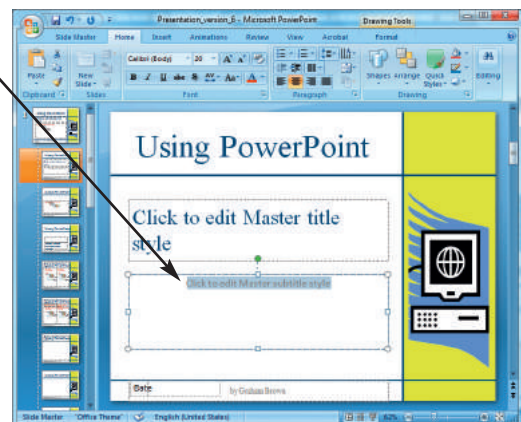 Presentation_version_6 - Microsoft PowerPoint
Drawing Tools
Slide Master
Home
Insert
Animations
Review
View
Acrobat
Format
Paste
New
Slide
Calibri (Body)
20
Shapes
Arrange
Quick
Styles
Editing
Clipboard
Slides
Font
Paragraph
Drawing
Using PowerPoint
Click to edit Master title
style
Click to edit Master subtitle style
Date
by Graham Brown
Slide Master
"Office Theme"
English (United States)
62%